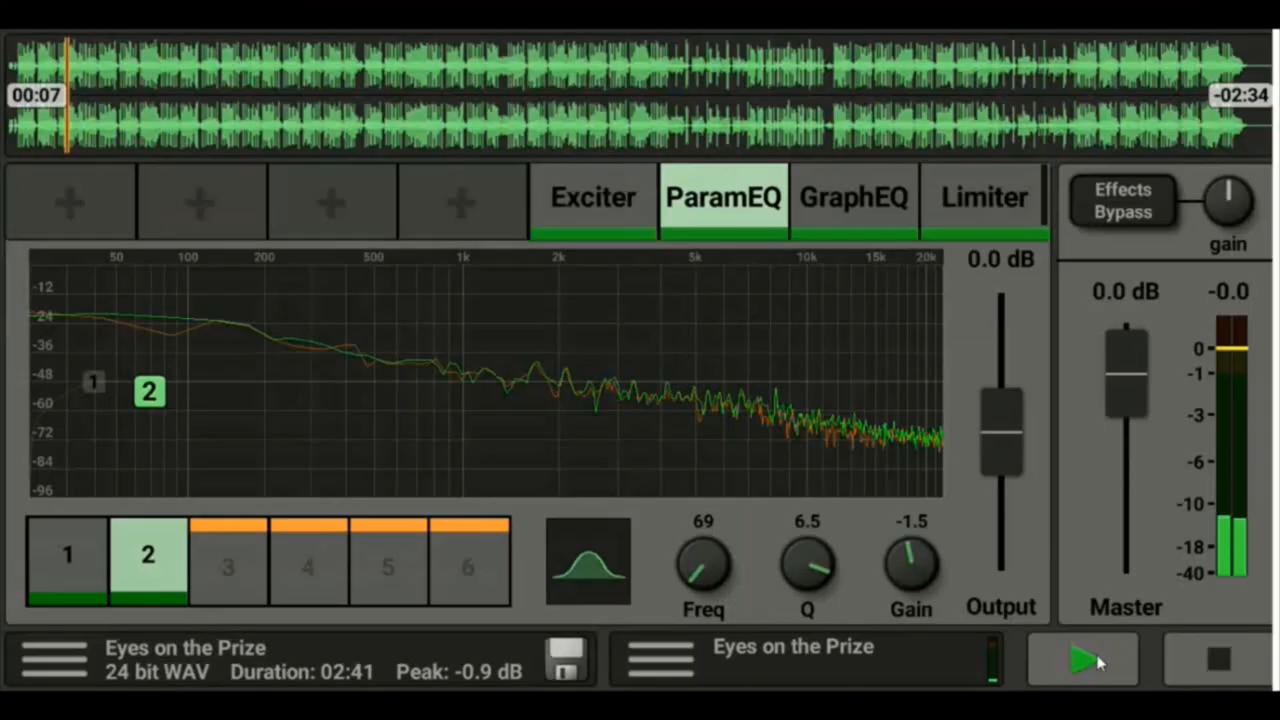 00:07
-02:34
+ + + +
Exciter ParamEQ GraphEQ Limiter
Effects
Bypass
gain
50 100 200 500 1k 2k 5k 10k 15k 20k
0.0 dB
-12
-24
-36
-48
-60
-72
-84
-96
1 2
0.0 dB -0.0
0
-1
-3
-6
-10
-18
-40
1 2 3 4 5 6
69 6.5 -1.5
Freq Q Gain
Output
Master
Eyes on the Prize
24 bit WAV Duration: 02:41 Peak: -0.9 dB
Eyes on the Prize